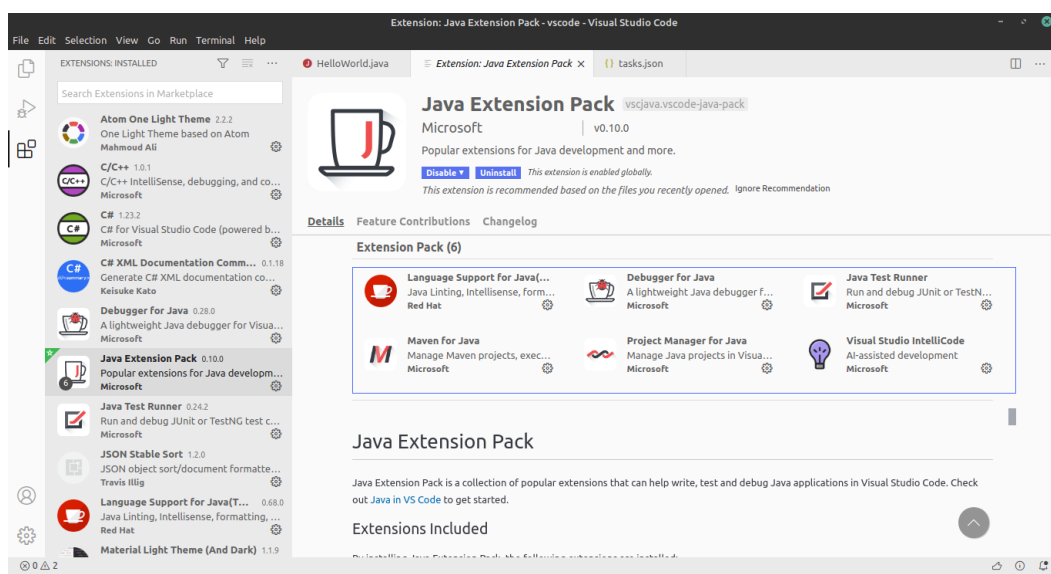 Extension: Java Extension Pack - vscode - Visual Studio Code
File Edit Selection View Go Run Terminal Help
EXTENSIONS: INSTALLED
Search Extensions in Marketplace
Atom One Light Theme 2.2.2
One Light Theme based on Atom
Mahmoud Ali
C/C++
C/C++ 1.0.1
C/C++ IntelliSense, debugging, and co...
Microsoft
C#
C# 1.23.2
C# for Visual Studio Code (powered b...
Microsoft
C#
C# XML Documentation Comm... 0.1.18
Generate C# XML documentation co...
Keisuke Kato
Debugger for Java 0.28.0
A lightweight Java debugger for Visua...
Microsoft
6
Java Extension Pack 0.10.0
Popular extensions for Java developm...
Microsoft
Java Test Runner 0.24.2
Run and debug JUnit or TestNG test c...
Microsoft
JSON Stable Sort 1.2.0
JSON object sort/document formatte...
Travis Illig
Language Support for Java(T... 0.68.0
Java Linting, Intellisense, formatting, ...
Red Hat
Material Light Theme (And Dark) 1.1.9
HelloWorld.java
Extension: Java Extension Pack
{} tasks.json
J
Java Extension Pack vscjava.vscode-java-pack
Microsoft | v0.10.0
Popular extensions for Java development and more.
Disable Uninstall This extension is enabled globally.
This extension is recommended based on the files you recently opened. Ignore Recommendation
Details Feature Contributions Changelog
Extension Pack (6)
Language Support for Java(...
Java Linting, Intellisense, form...
Red Hat
Debugger for Java
A lightweight Java debugger f...
Microsoft
Java Test Runner
Run and debug JUnit or TestN...
Microsoft
Maven for Java
Manage Maven projects, exec...
Microsoft
Project Manager for Java
Manage Java projects in Visua...
Microsoft
Visual Studio IntelliCode
AI-assisted development
Microsoft
Java Extension Pack
Java Extension Pack is a collection of popular extensions that can help write, test and debug Java applications in Visual Studio Code. Check
out Java in VS Code to get started.
Extensions Included
By installing Java Extension Pack, the following extensions are installed:
0 2